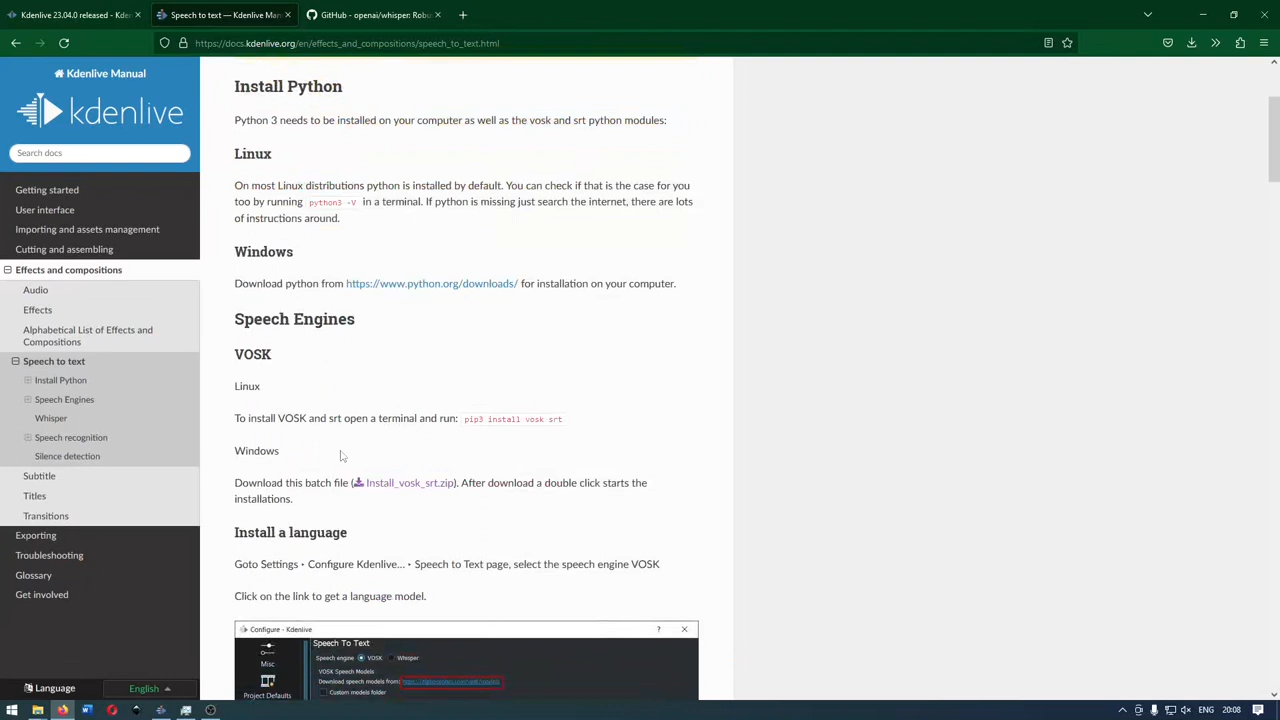 Kdenlive 23.04.0 released - Kden
Speech to text — Kdenlive Man
GitHub - openai/whisper: Robu
https://docs.kdenlive.org/en/effects_and_compositions/speech_to_text.html
Kdenlive Manual
kdenlive
Search docs
Getting started
User interface
Importing and assets management
Cutting and assembling
Effects and compositions
Audio
Effects
Alphabetical List of Effects and
Compositions
Speech to text
Install Python
Speech Engines
Whisper
Speech recognition
Silence detection
Subtitle
Titles
Transitions
Exporting
Troubleshooting
Glossary
Get involved
Language
English
Install Python
Python 3 needs to be installed on your computer as well as the vosk and srt python modules:
Linux
On most Linux distributions python is installed by default. You can check if that is the case for you
too by running python3 -V in a terminal. If python is missing just search the internet, there are lots
of instructions around.
Windows
Download python from https://www.python.org/downloads/ for installation on your computer.
Speech Engines
VOSK
Linux
To install VOSK and srt open a terminal and run: pip3 install vosk srt
Windows
Download this batch file (Install_vosk_srt.zip). After download a double click starts the
installations.
Install a language
Goto Settings ‣ Configure Kdenlive… ‣ Speech to Text page, select the speech engine VOSK
Click on the link to get a language model.
Configure - Kdenlive
? 
Misc
Project Defaults
Speech To Text
Speech engine VOSK Whisper
VOSK Speech Models
Download speech models from:
Custom models folder
ENG
20:08